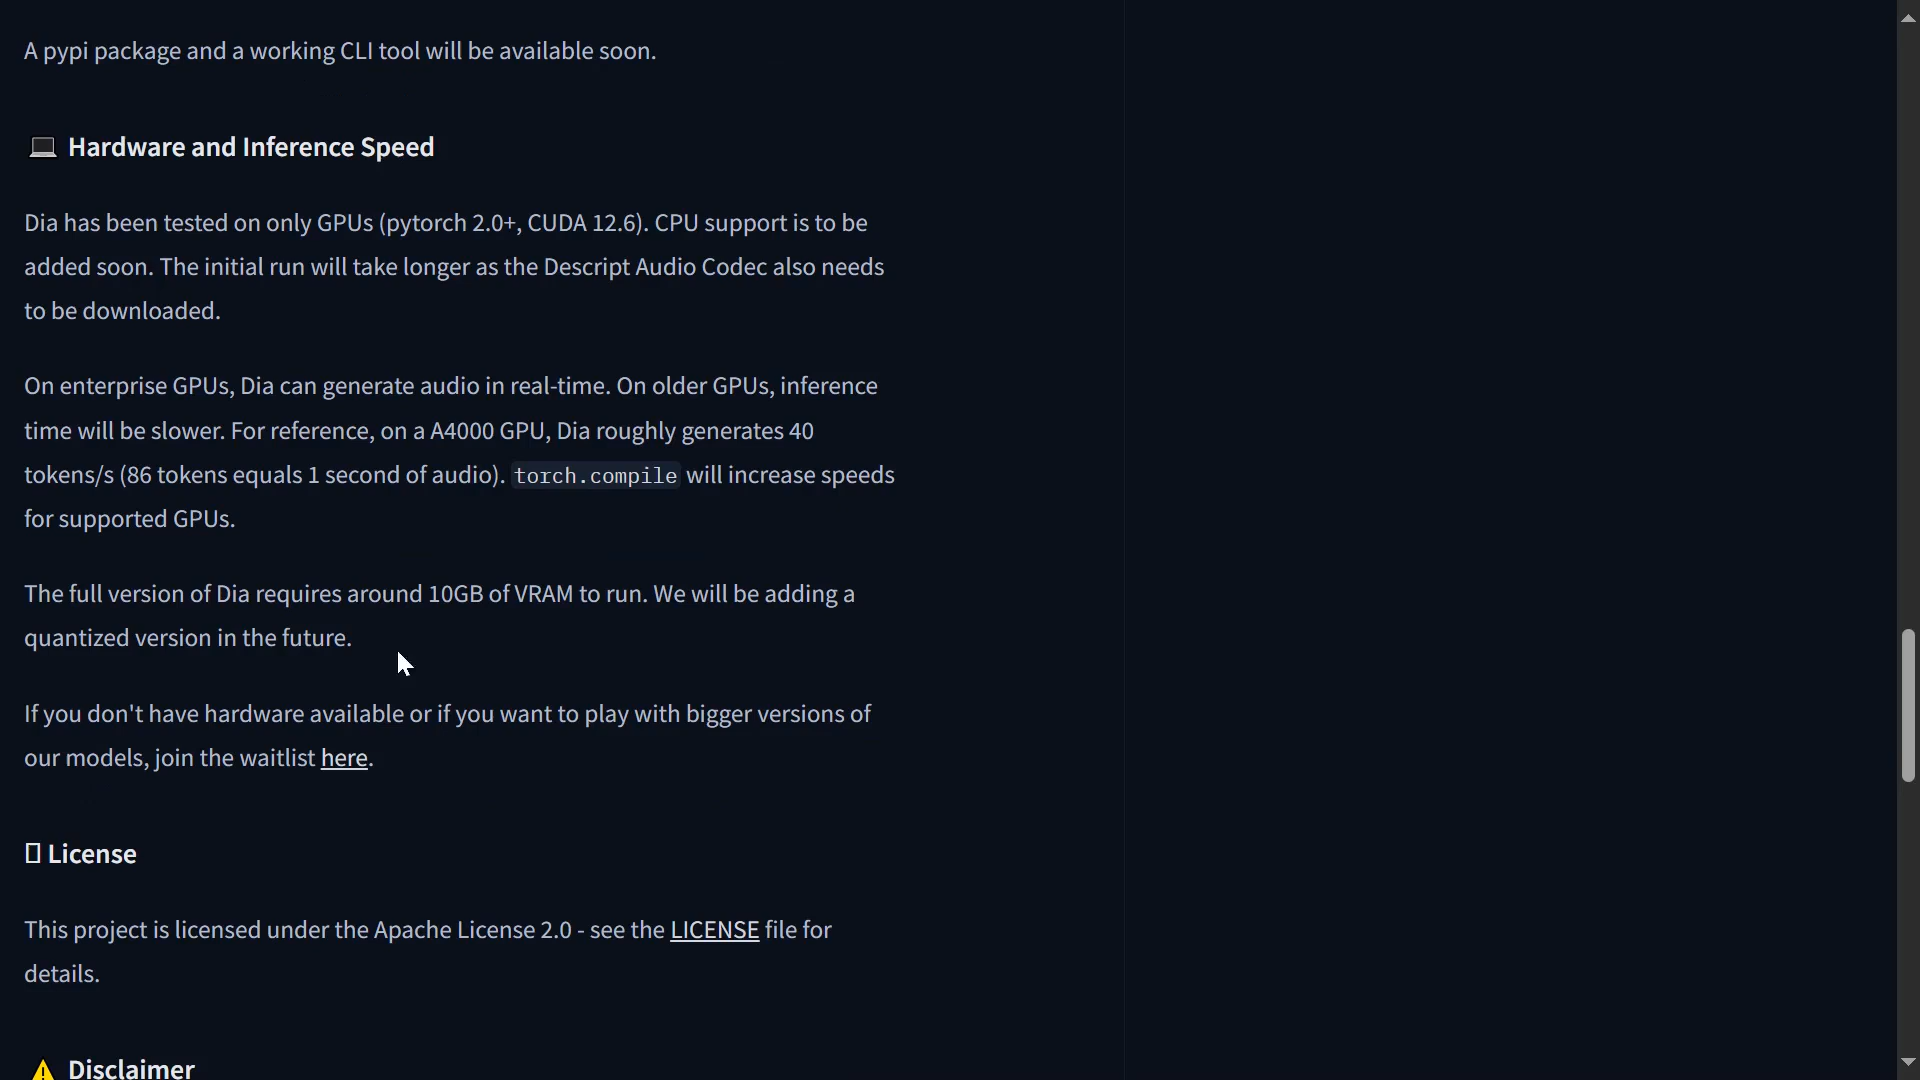 A pypi package and a working CLI tool will be available soon.
💻 Hardware and Inference Speed
Dia has been tested on only GPUs (pytorch 2.0+, CUDA 12.6). CPU support is to be
added soon. The initial run will take longer as the Descript Audio Codec also needs
to be downloaded.
On enterprise GPUs, Dia can generate audio in real-time. On older GPUs, inference
time will be slower. For reference, on a A4000 GPU, Dia roughly generates 40
tokens/s (86 tokens equals 1 second of audio). torch.compile will increase speeds
for supported GPUs.
The full version of Dia requires around 10GB of VRAM to run. We will be adding a
quantized version in the future.
If you don't have hardware available or if you want to play with bigger versions of
our models, join the waitlist here.
License
This project is licensed under the Apache License 2.0 - see the LICENSE file for
details.
⚠️ Disclaimer